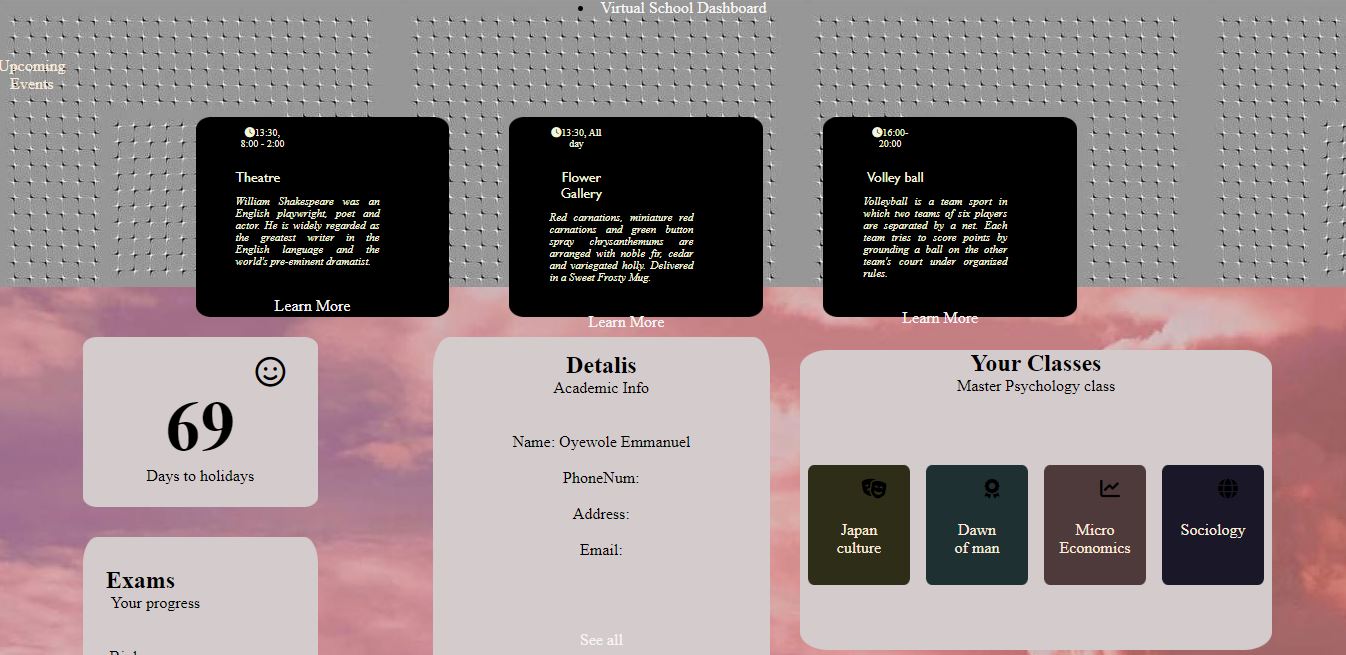 Virtual School Dashboard
Upcoming
Events
13:30,
8:00 - 2:00
Theatre
William Shakespeare was an
English playwright, poet and
actor. He is widely regarded as
the greatest writer in the
English language and the
world's pre-eminent dramatist.
Learn More
13:30, All
day
Flower
Gallery
Red carnations, miniature red
carnations and green button
spray chrysanthemums are
arranged with noble fir, cedar
and variegated holly. Delivered
in a Sweet Frosty Mug.
Learn More
16:00-
20:00
Volley ball
Volleyball is a team sport in
which two teams of six players
are separated by a net. Each
team tries to score points by
grounding a ball on the other
team's court under organized
rules.
Learn More
69
Days to holidays
Exams
Your progress
Detalis
Academic Info
Name: Oyewole Emmanuel
PhoneNum:
Address:
Email:
See all
Your Classes
Master Psychology class
Japan
culture
Dawn
of man
Micro
Economics
Sociology